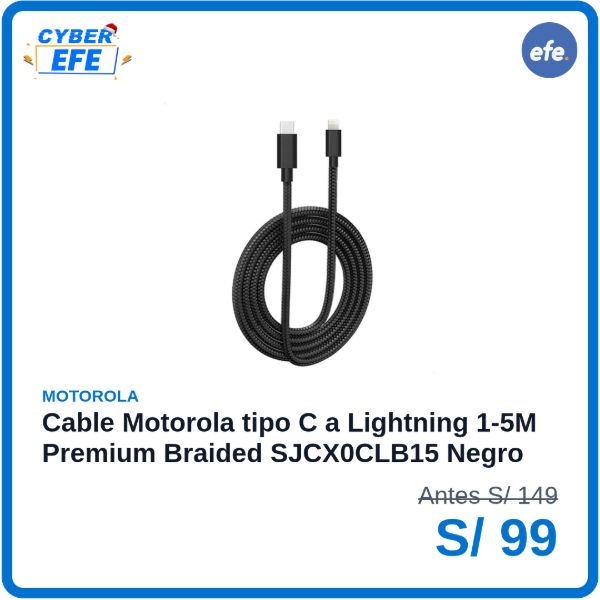 CYBER
EFE
efe.
MOTOROLA
Cable Motorola tipo C a Lightning 1-5M
Premium Braided SJCX0CLB15 Negro
Antes S/ 149
S/ 99